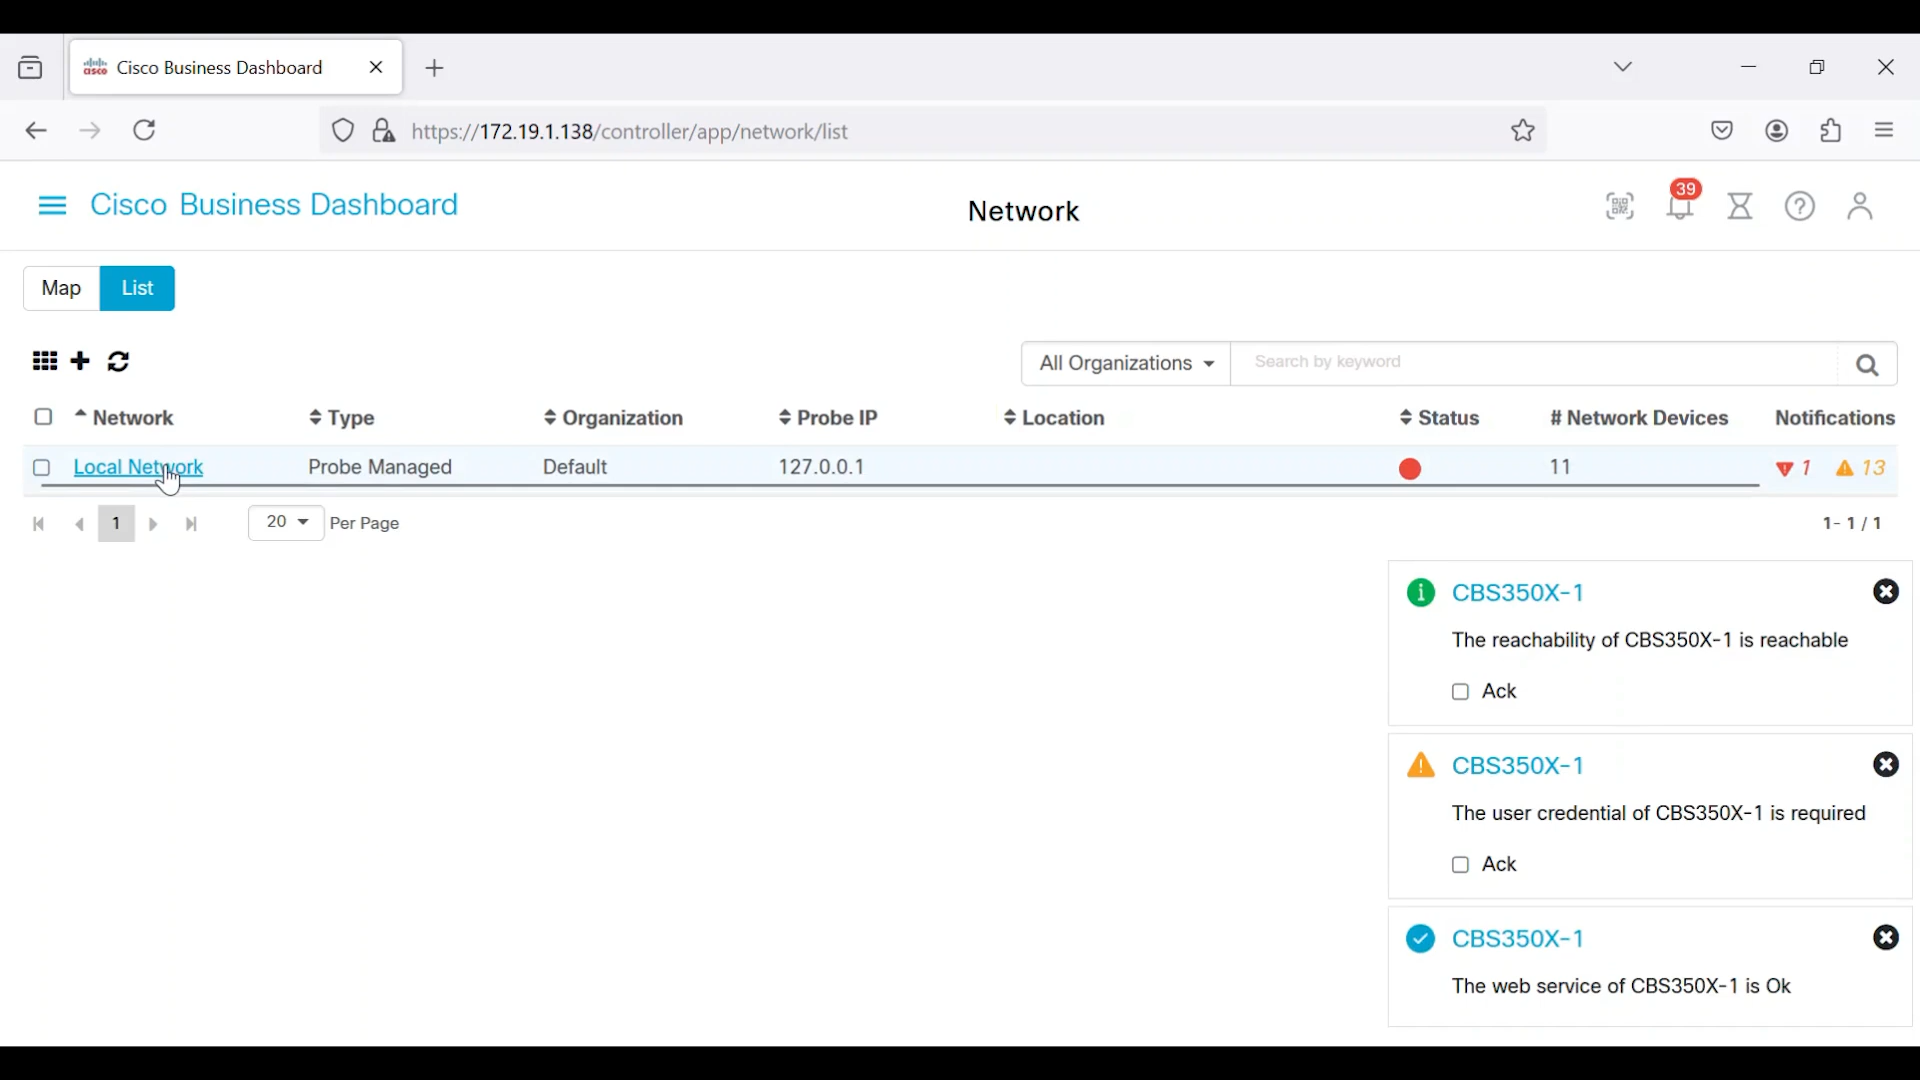 Cisco Business Dashboard
https://172.19.1.138/controller/app/network/list
Cisco Business Dashboard
Network
39
Map
List
All Organizations
Search by keyword
Network
Type
Organization
Probe IP
Location
Status
# Network Devices
Notifications
Local Network
Probe Managed
Default
127.0.0.1
11
1
13
1
20
Per Page
1- 1 / 1
CBS350X-1
The reachability of CBS350X-1 is reachable
Ack
CBS350X-1
The user credential of CBS350X-1 is required
Ack
CBS350X-1
The web service of CBS350X-1 is Ok